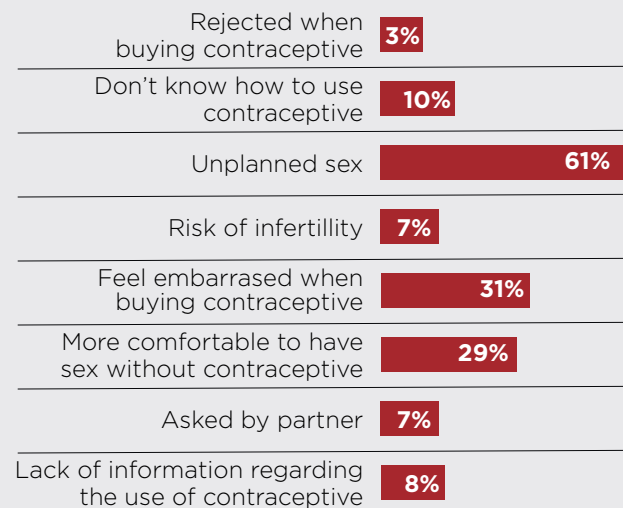 Rejected when
buying contraceptive
3%
Don't know how to use
contraceptive
10%
Unplanned sex
61%
Risk of infertillity
7%
Feel embarrased when
buying contraceptive
31%
More comfortable to have
sex without contraceptive
29%
Asked by partner
7%
Lack of information regarding
the use of contraceptive
8%